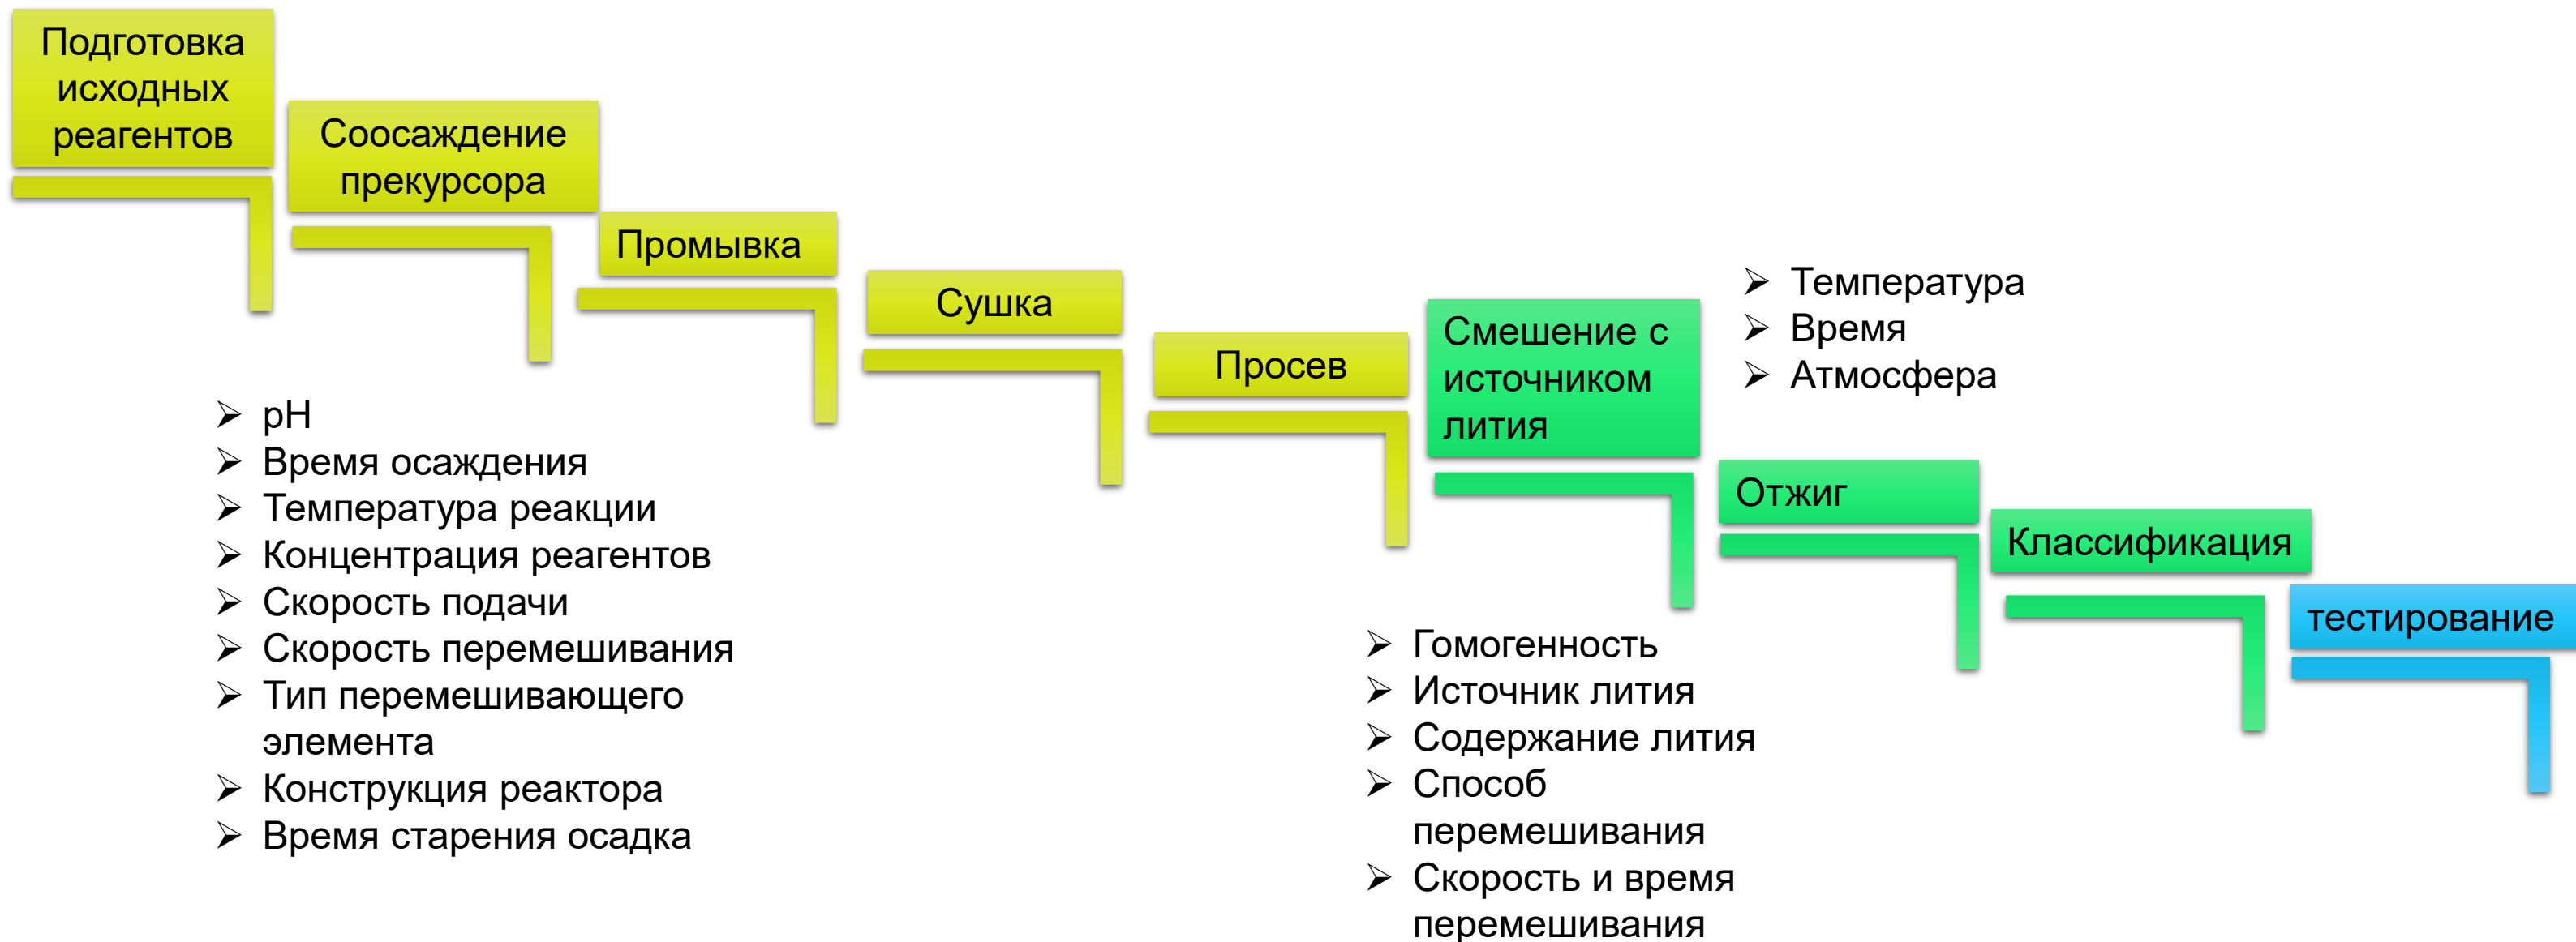 Подготовка
исходных
реагентов
Соосаждение
прекурсора
Промывка
Сушка
Просев
Смешение с
источником
лития
Температура
Время
Атмосфера
Отжиг
Классификация
тестирование
pH
Время осаждения
Температура реакции
Концентрация реагентов
Скорость подачи
Скорость перемешивания
Тип перемешивающего
элемента
Конструкция реактора
Время старения осадка
Гомогенность
Источник лития
Содержание лития
Способ
перемешивания
Скорость и время
перемешивания